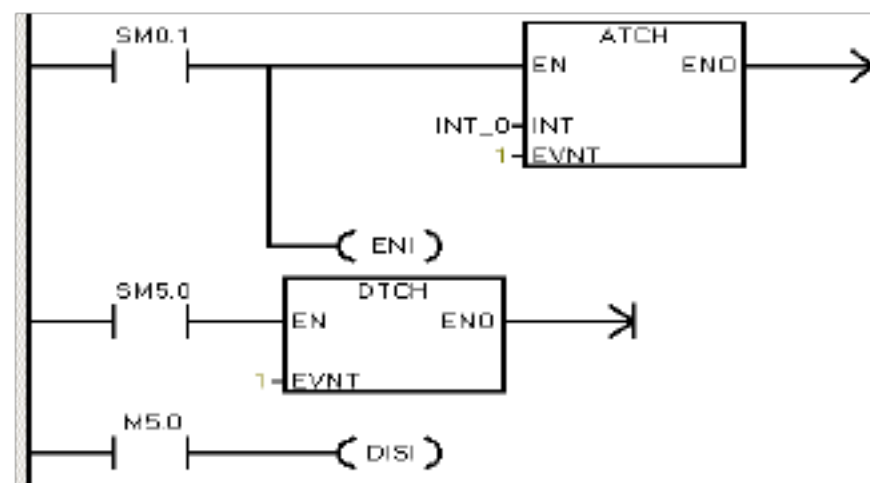 SM0.1
ATCH
EN ENO
INT_0 INT
1 EVNT
ENI
SM5.0
DTCH
EN ENO
1 EVNT
M5.0
DISI